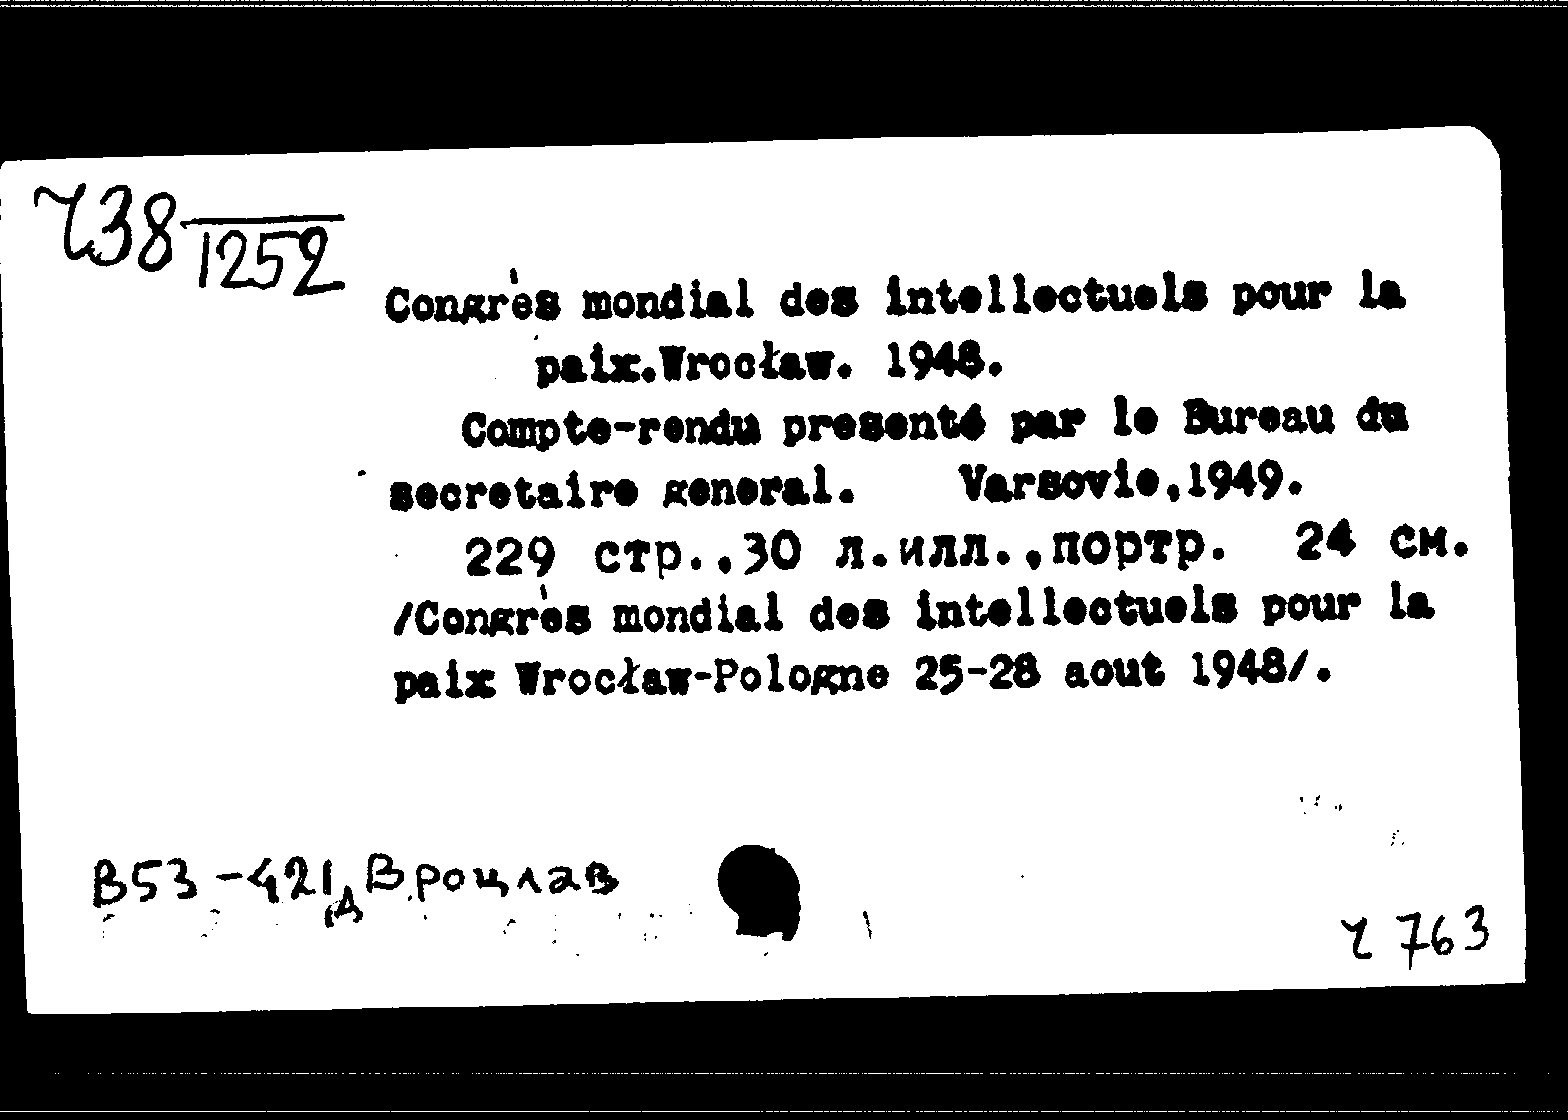 Ч38/1252
Congrès mondial des intellectuels pour la
paix.Wrocław. 1948.
Compte-rendu presenté par le Bureau du
secretaire general. Varsovie,1949.
229 стр.,30 л.илл.,портр. 24 см.
/Congrès mondial des intellectuels pour la
paix Wrocław-Pologne 25-28 aout 1948/.
В53-421д Вроцлав
763